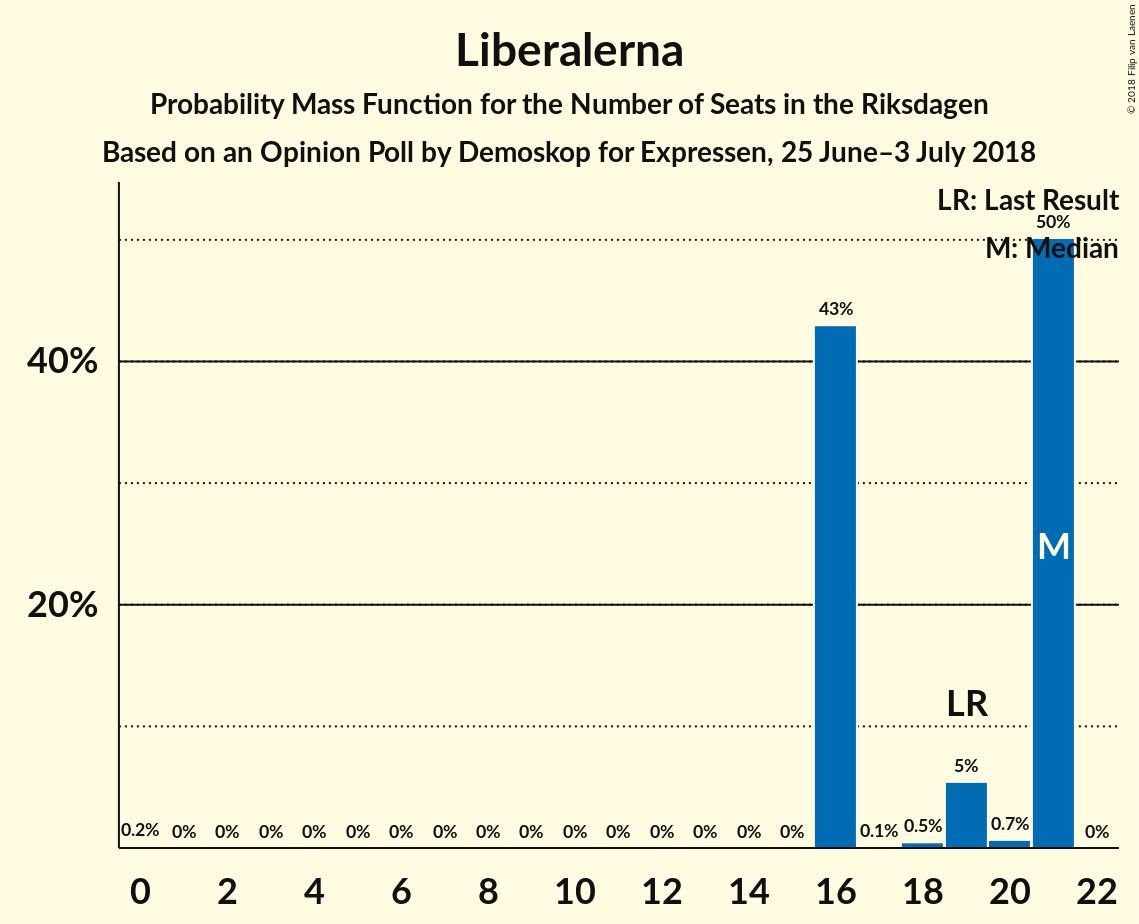 Liberalerna
Probability Mass Function for the Number of Seats in the Riksdagen
Based on an Opinion Poll by Demoskop for Expressen, 25 June–3 July 2018
© 2018 Filip van Laenen
LR: Last Result
50%
M: Median
43%
40%
M
20%
LR
5%
0.2% 0% 0% 0% 0% 0% 0% 0% 0% 0% 0% 0% 0% 0% 0% 0% 0.1% 0.5% 0.7% 0%
0 2 4 6 8 10 12 14 16 18 20 22